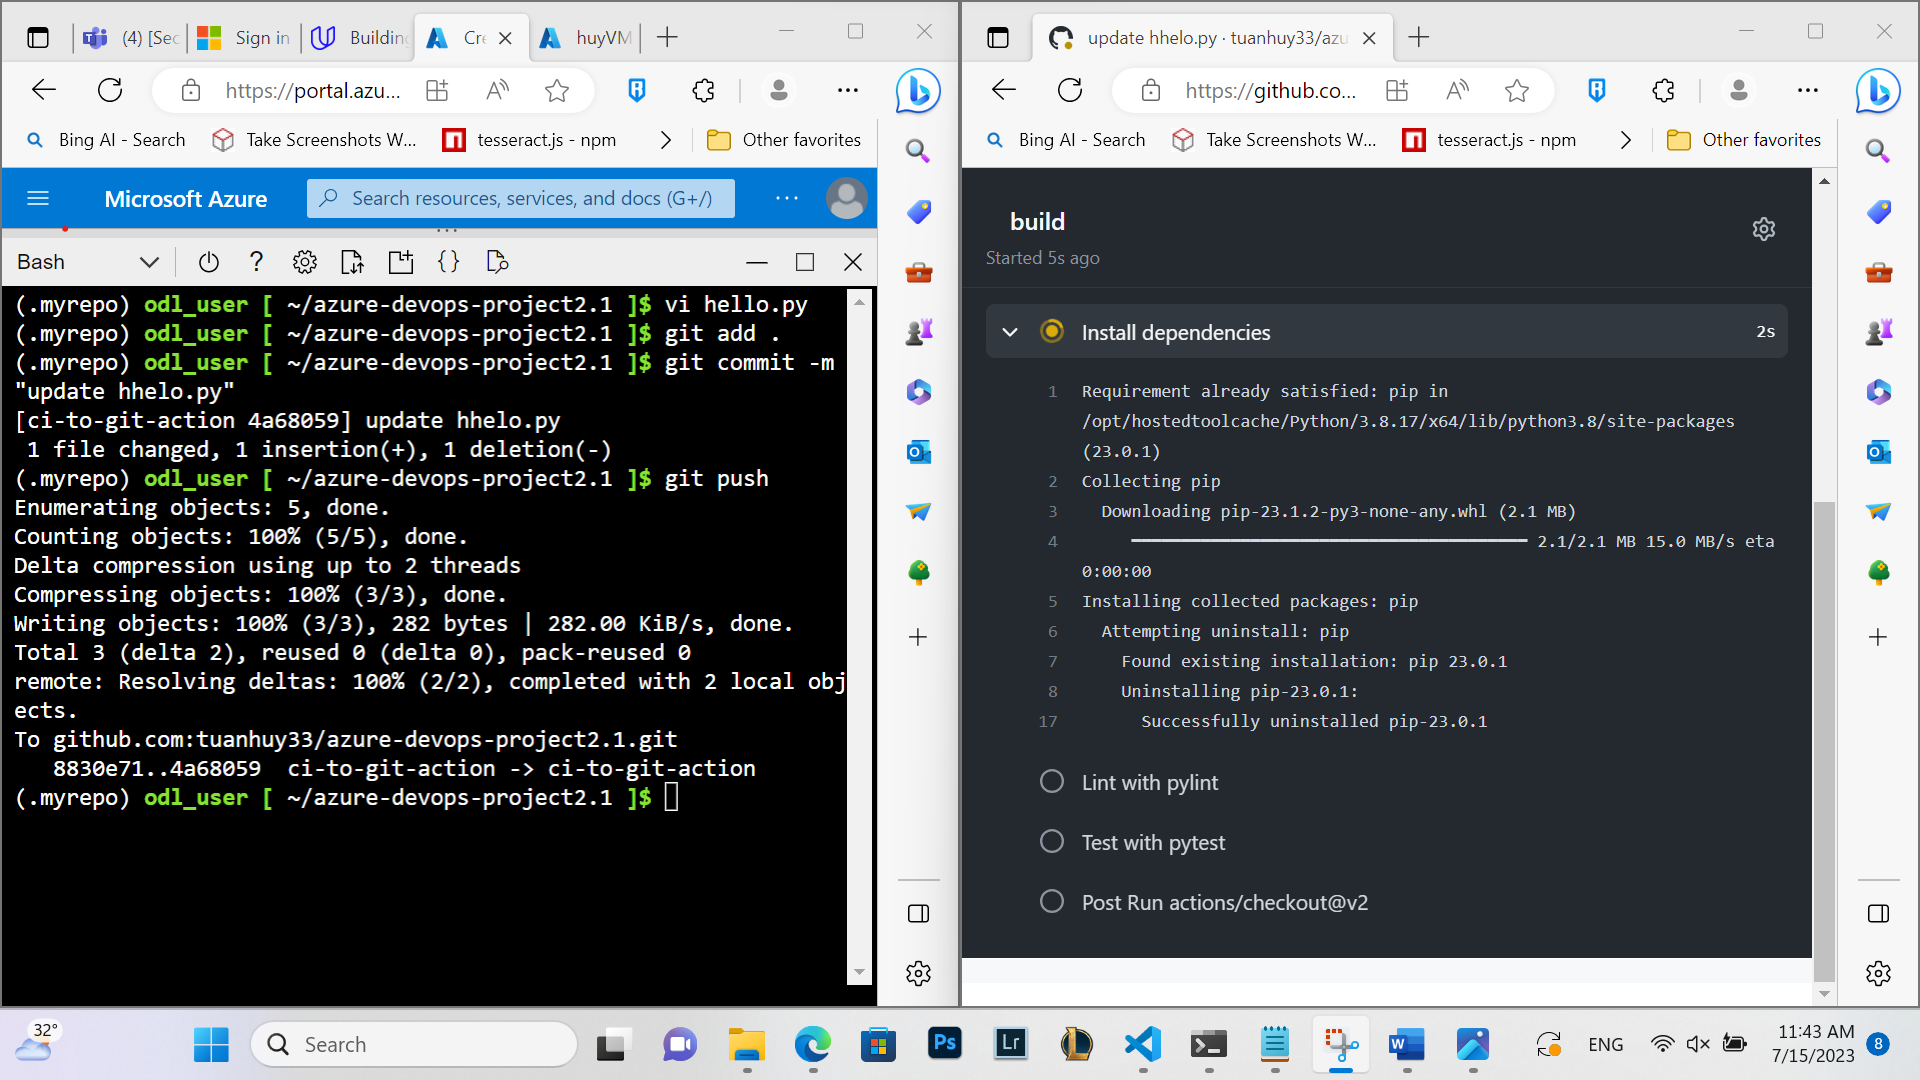 (4) [Sec
Sign in
Building
Cre
huyVM
https://portal.azu...
Bing AI - Search
Take Screenshots W...
tesseract.js - npm
Other favorites
Microsoft Azure
Search resources, services, and docs (G+/)
Bash
(.myrepo) odl_user [ ~/azure-devops-project2.1 ]$ vi hello.py
(.myrepo) odl_user [ ~/azure-devops-project2.1 ]$ git add .
(.myrepo) odl_user [ ~/azure-devops-project2.1 ]$ git commit -m
"update hhelo.py"
[ci-to-git-action 4a68059] update hhelo.py
1 file changed, 1 insertion(+), 1 deletion(-)
(.myrepo) odl_user [ ~/azure-devops-project2.1 ]$ git push
Enumerating objects: 5, done.
Counting objects: 100% (5/5), done.
Delta compression using up to 2 threads
Compressing objects: 100% (3/3), done.
Writing objects: 100% (3/3), 282 bytes | 282.00 KiB/s, done.
Total 3 (delta 2), reused 0 (delta 0), pack-reused 0
remote: Resolving deltas: 100% (2/2), completed with 2 local obj
ects.
To github.com:tuanhuy33/azure-devops-project2.1.git
8830e71..4a68059  ci-to-git-action -> ci-to-git-action
(.myrepo) odl_user [ ~/azure-devops-project2.1 ]$
update hhelo.py · tuanhuy33/azu
https://github.co...
Bing AI - Search
Take Screenshots W...
tesseract.js - npm
Other favorites
build
Started 5s ago
Install dependencies 2s
1 Requirement already satisfied: pip in
/opt/hostedtoolcache/Python/3.8.17/x64/lib/python3.8/site-packages
(23.0.1)
2 Collecting pip
3 Downloading pip-23.1.2-py3-none-any.whl (2.1 MB)
4 ━━━━━━━━━━━━━━━━━━━━━━━━━━━━━━━━━━━━━━━━ 2.1/2.1 MB 15.0 MB/s eta
0:00:00
5 Installing collected packages: pip
6 Attempting uninstall: pip
7 Found existing installation: pip 23.0.1
8 Uninstalling pip-23.0.1:
17 Successfully uninstalled pip-23.0.1
Lint with pylint
Test with pytest
Post Run actions/checkout@v2
32°
Search
Ps
Lr
ENG
11:43 AM
7/15/2023
8